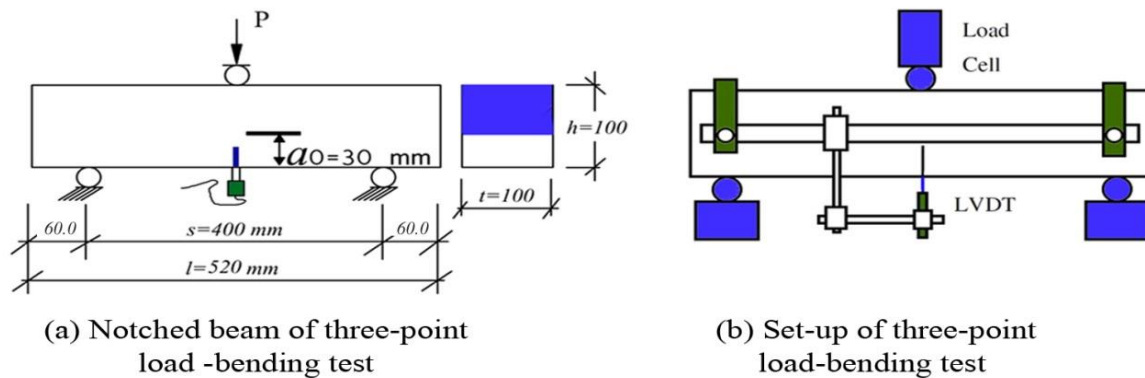 P
h=100
a0=30 mm
t=100
60.0
s=400 mm
60.0
l=520 mm
(a) Notched beam of three-point
load -bending test
Load
Cell
LVDT
(b) Set-up of three-point
load-bending test